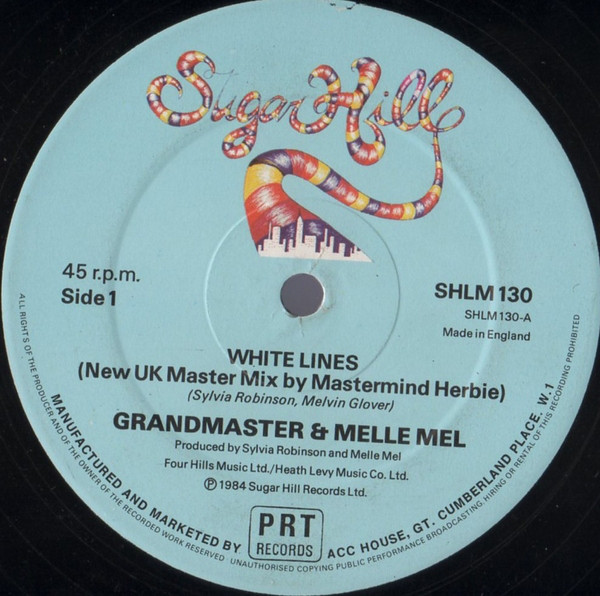 Sugar Hill
45 r.p.m.
Side 1
SHLM 130
SHLM 130-A
Made in England
WHITE LINES
(New UK Master Mix by Mastermind Herbie)
(Sylvia Robinson, Melvin Glover)
GRANDMASTER & MELLE MEL
Produced by Sylvia Robinson and Melle Mel
Four Hills Music Ltd./Heath Levy Music Co. Ltd.
Ⓟ 1984 Sugar Hill Records Ltd.
PRT
RECORDS
MANUFACTURED AND MARKETED BY
ACC HOUSE, GT. CUMBERLAND PLACE, W.1
ALL RIGHTS OF THE PRODUCER AND OF THE OWNER OF THE RECORDED WORK RESERVED · UNAUTHORISED COPYING PUBLIC PERFORMANCE BROADCASTING, HIRING OR RENTAL OF THIS RECORDING PROHIBITED